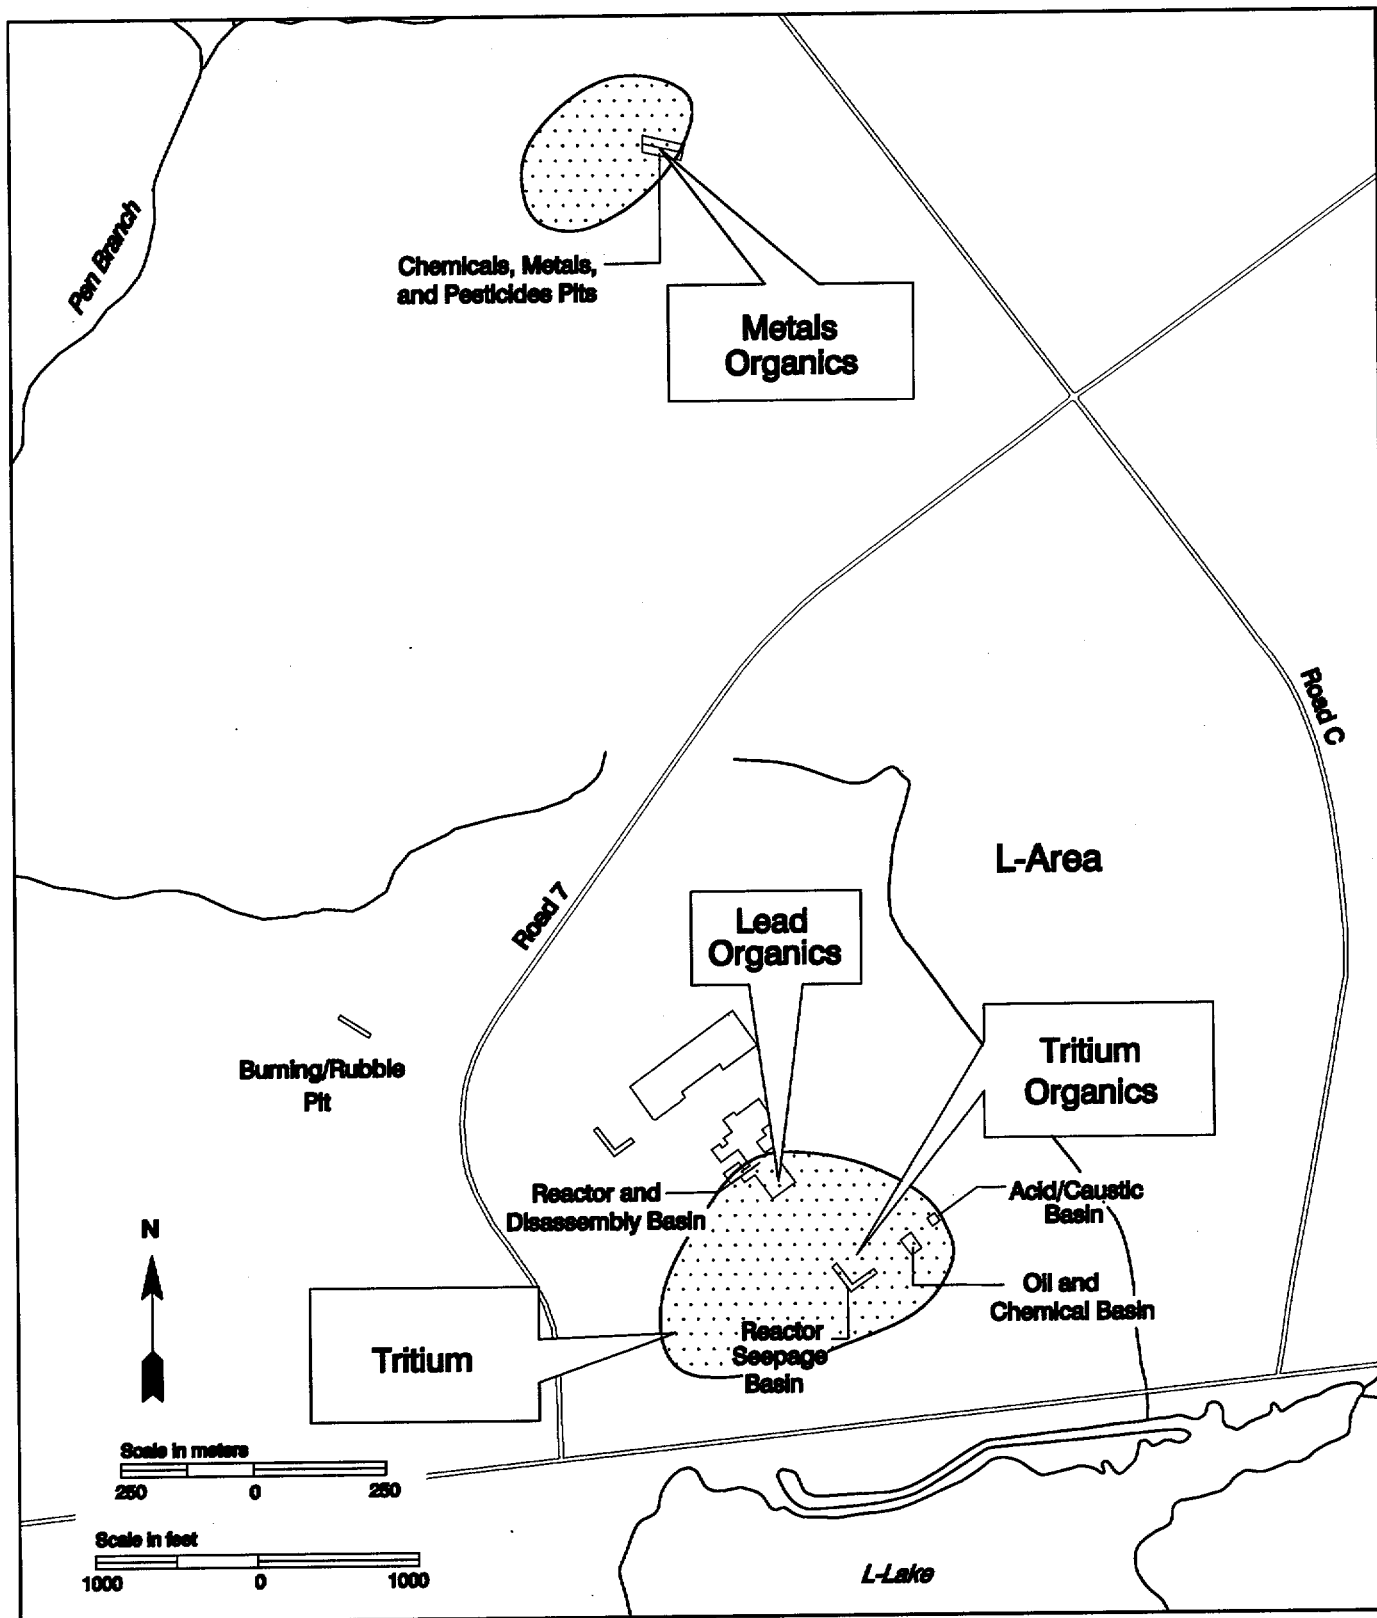 Pen Branch
Chemicals, Metals,
and Pesticides Pits
Metals
Organics
Road C
L-Area
Road 7
Lead
Organics
Tritium
Organics
Burning/Rubble
Pit
Reactor and
Disassembly Basin
Acid/Caustic
Basin
N
Oil and
Chemical Basin
Reactor
Seepage
Basin
Tritium
Scale in meters
250 0 250
Scale in feet
1000 0 1000
L-Lake